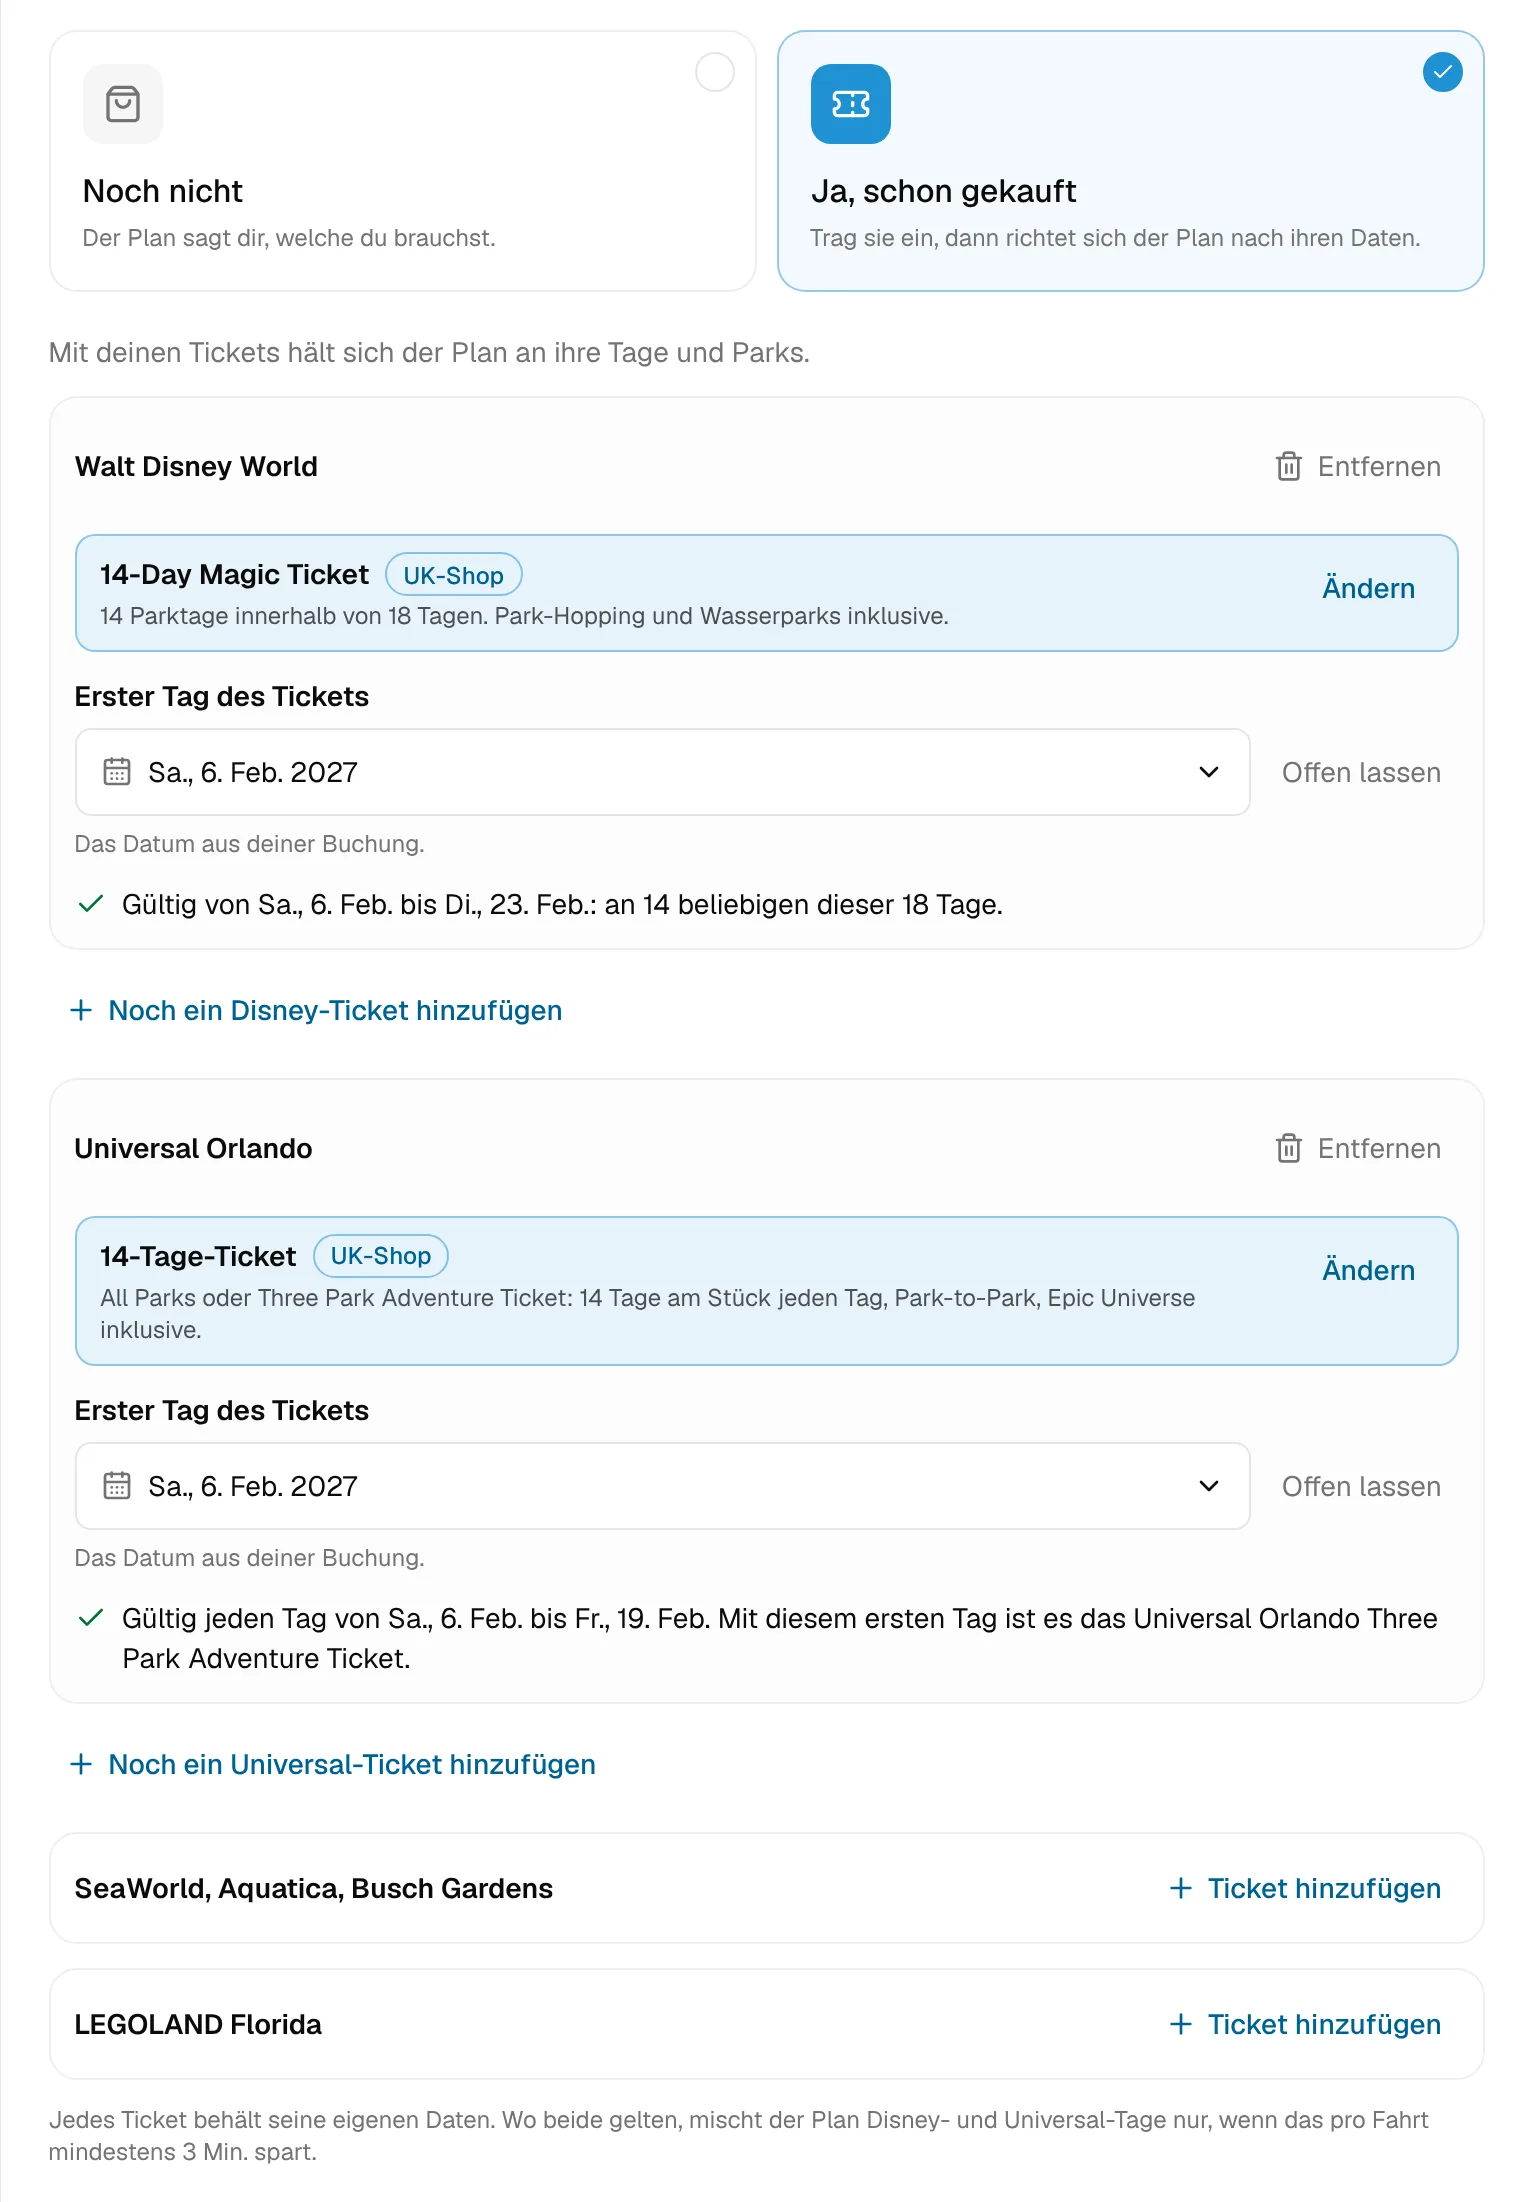 Noch nicht
Der Plan sagt dir, welche du brauchst.
Ja, schon gekauft
Trag sie ein, dann richtet sich der Plan nach ihren Daten.
Mit deinen Tickets hält sich der Plan an ihre Tage und Parks.
Walt Disney World
Entfernen
14-Day Magic Ticket
UK-Shop
14 Parktage innerhalb von 18 Tagen. Park-Hopping und Wasserparks inklusive.
Ändern
Erster Tag des Tickets
Sa., 6. Feb. 2027
Offen lassen
Das Datum aus deiner Buchung.
Gültig von Sa., 6. Feb. bis Di., 23. Feb.: an 14 beliebigen dieser 18 Tage.
Noch ein Disney-Ticket hinzufügen
Universal Orlando
Entfernen
14-Tage-Ticket
UK-Shop
All Parks oder Three Park Adventure Ticket: 14 Tage am Stück jeden Tag, Park-to-Park, Epic Universe
inklusive.
Ändern
Erster Tag des Tickets
Sa., 6. Feb. 2027
Offen lassen
Das Datum aus deiner Buchung.
Gültig jeden Tag von Sa., 6. Feb. bis Fr., 19. Feb. Mit diesem ersten Tag ist es das Universal Orlando Three
Park Adventure Ticket.
Noch ein Universal-Ticket hinzufügen
SeaWorld, Aquatica, Busch Gardens
Ticket hinzufügen
LEGOLAND Florida
Ticket hinzufügen
Jedes Ticket behält seine eigenen Daten. Wo beide gelten, mischt der Plan Disney- und Universal-Tage nur, wenn das pro Fahrt
mindestens 3 Min. spart.